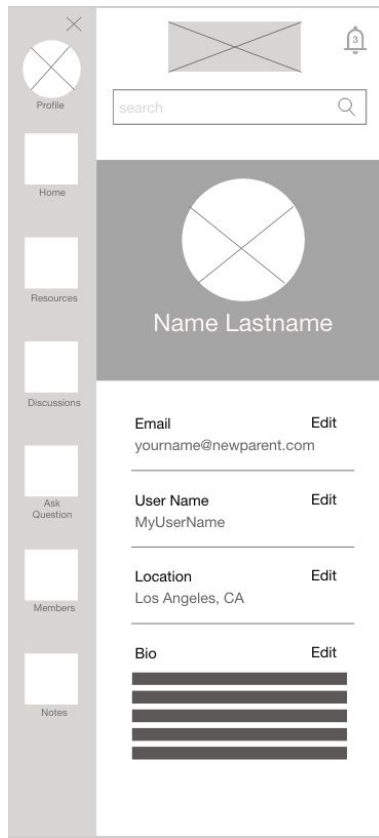 Profile
Home
Resources
Discussions
Ask
Question
Members
Notes
3
search
Name Lastname
Email Edit
yourname@newparent.com
User Name Edit
MyUserName
Location Edit
Los Angeles, CA
Bio Edit